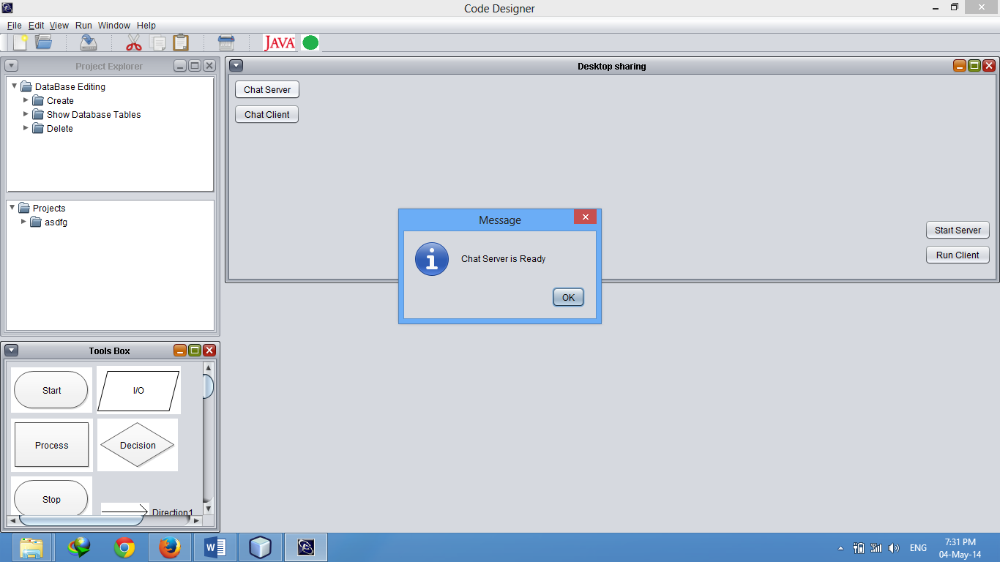 Code Designer
File Edit View Run Window Help
JAVA
Project Explorer
DataBase Editing
Create
Show Database Tables
Delete
Projects
asdfg
Tools Box
Start
I/O
Process
Decision
Stop
Direction1
Desktop sharing
Chat Server
Chat Client
Start Server
Run Client
Message
Chat Server is Ready
OK
ENG
7:31 PM
04-May-14